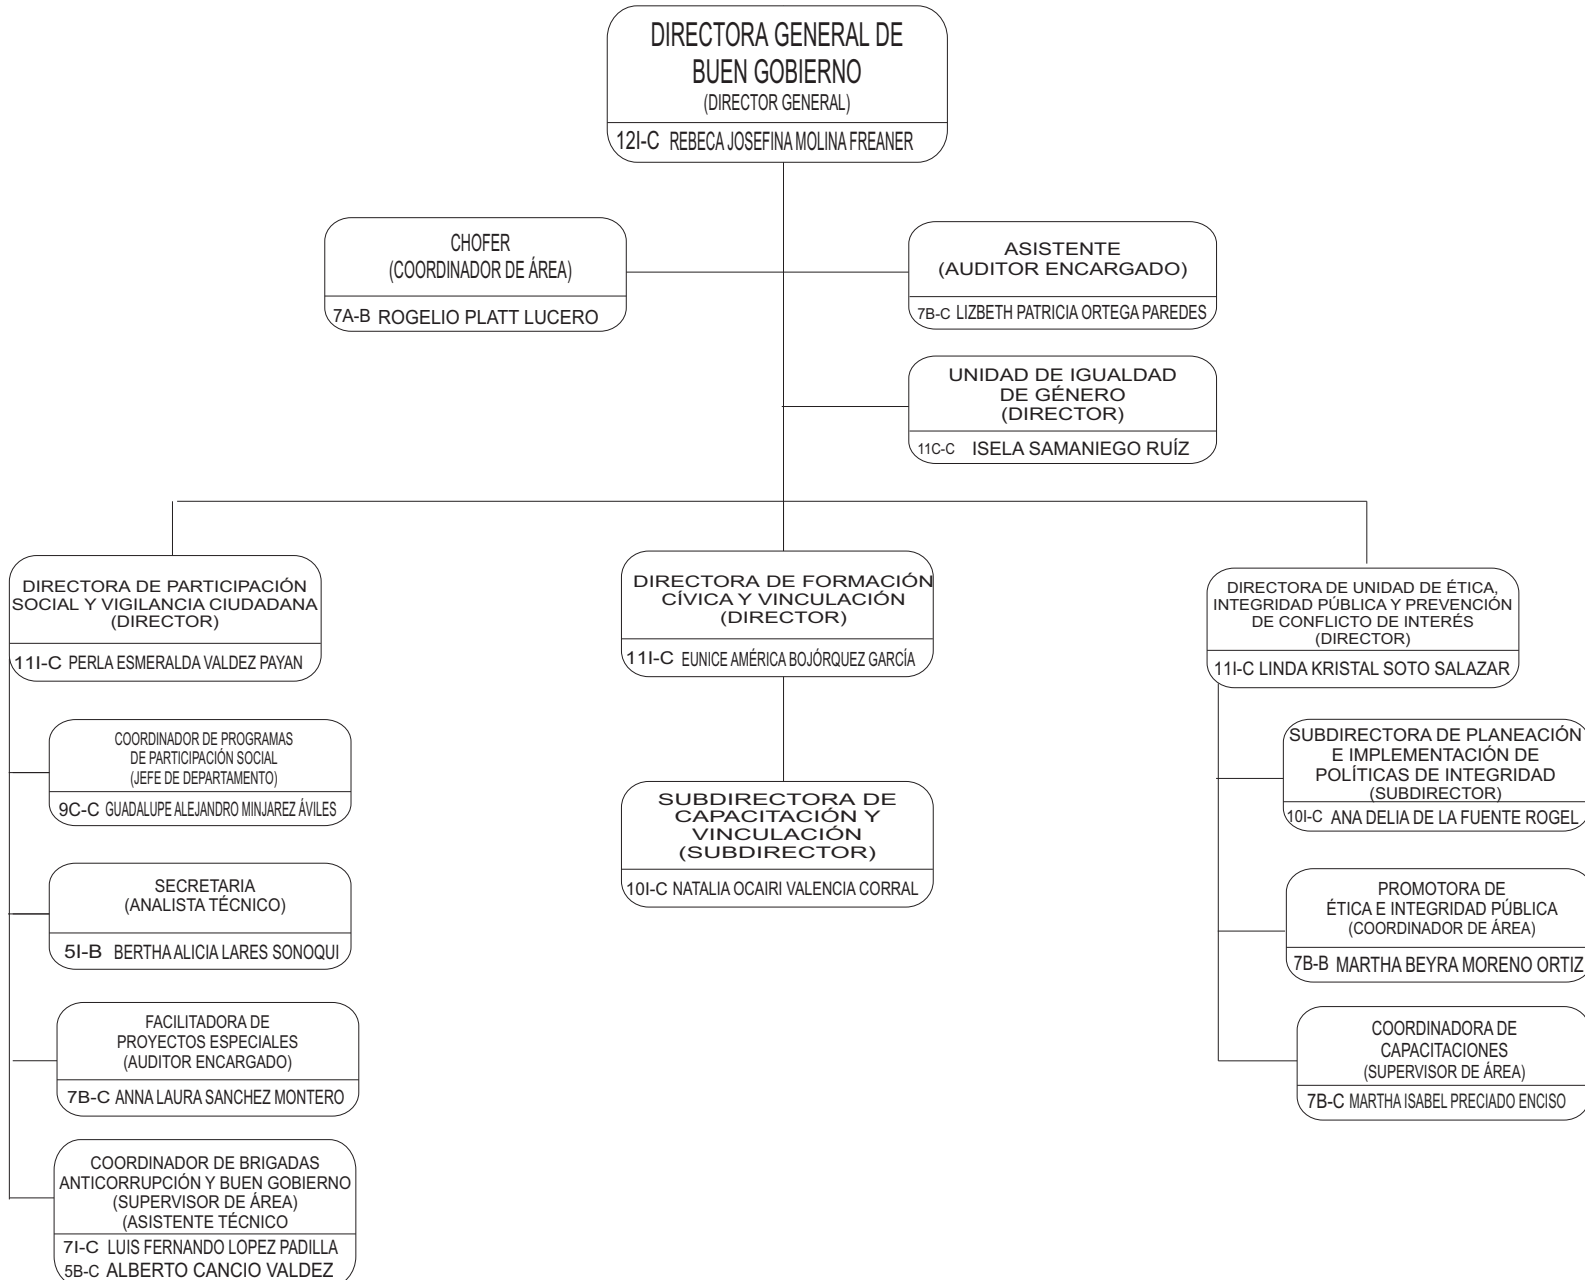 DIRECTORA GENERAL DE
BUEN GOBIERNO
(DIRECTOR GENERAL)
12I-C REBECA JOSEFINA MOLINA FREANER
CHOFER
(COORDINADOR DE ÁREA)
7A-B ROGELIO PLATT LUCERO
ASISTENTE
(AUDITOR ENCARGADO)
7B-C LIZBETH PATRICIA ORTEGA PAREDES
UNIDAD DE IGUALDAD
DE GÉNERO
(DIRECTOR)
11C-C ISELA SAMANIEGO RUÍZ
DIRECTORA DE PARTICIPACIÓN
SOCIAL Y VIGILANCIA CIUDADANA
(DIRECTOR)
11I-C PERLA ESMERALDA VALDEZ PAYAN
COORDINADOR DE PROGRAMAS
DE PARTICIPACIÓN SOCIAL
(JEFE DE DEPARTAMENTO)
9C-C GUADALUPE ALEJANDRO MINJAREZ ÁVILES
SECRETARIA
(ANALISTA TÉCNICO)
5I-B BERTHA ALICIA LARES SONOQUI
FACILITADORA DE
PROYECTOS ESPECIALES
(AUDITOR ENCARGADO)
7B-C ANNA LAURA SANCHEZ MONTERO
COORDINADOR DE BRIGADAS
ANTICORRUPCIÓN Y BUEN GOBIERNO
(SUPERVISOR DE ÁREA)
(ASISTENTE TÉCNICO
7I-C LUIS FERNANDO LOPEZ PADILLA
5B-C ALBERTO CANCIO VALDEZ
DIRECTORA DE FORMACIÓN
CÍVICA Y VINCULACIÓN
(DIRECTOR)
11I-C EUNICE AMÉRICA BOJÓRQUEZ GARCÍA
SUBDIRECTORA DE
CAPACITACIÓN Y
VINCULACIÓN
(SUBDIRECTOR)
10I-C NATALIA OCAIRI VALENCIA CORRAL
DIRECTORA DE UNIDAD DE ÉTICA,
INTEGRIDAD PÚBLICA Y PREVENCIÓN
DE CONFLICTO DE INTERÉS
(DIRECTOR)
11I-C LINDA KRISTAL SOTO SALAZAR
SUBDIRECTORA DE PLANEACIÓN
E IMPLEMENTACIÓN DE
POLÍTICAS DE INTEGRIDAD
(SUBDIRECTOR)
10I-C ANA DELIA DE LA FUENTE ROGEL
PROMOTORA DE
ÉTICA E INTEGRIDAD PÚBLICA
(COORDINADOR DE ÁREA)
7B-B MARTHA BEYRA MORENO ORTIZ
COORDINADORA DE
CAPACITACIONES
(SUPERVISOR DE ÁREA)
7B-C MARTHA ISABEL PRECIADO ENCISO